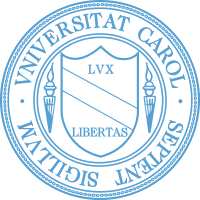 SIGILLVM · VNIVERSITAT CAROL · SEPTENT
LVX
LIBERTAS